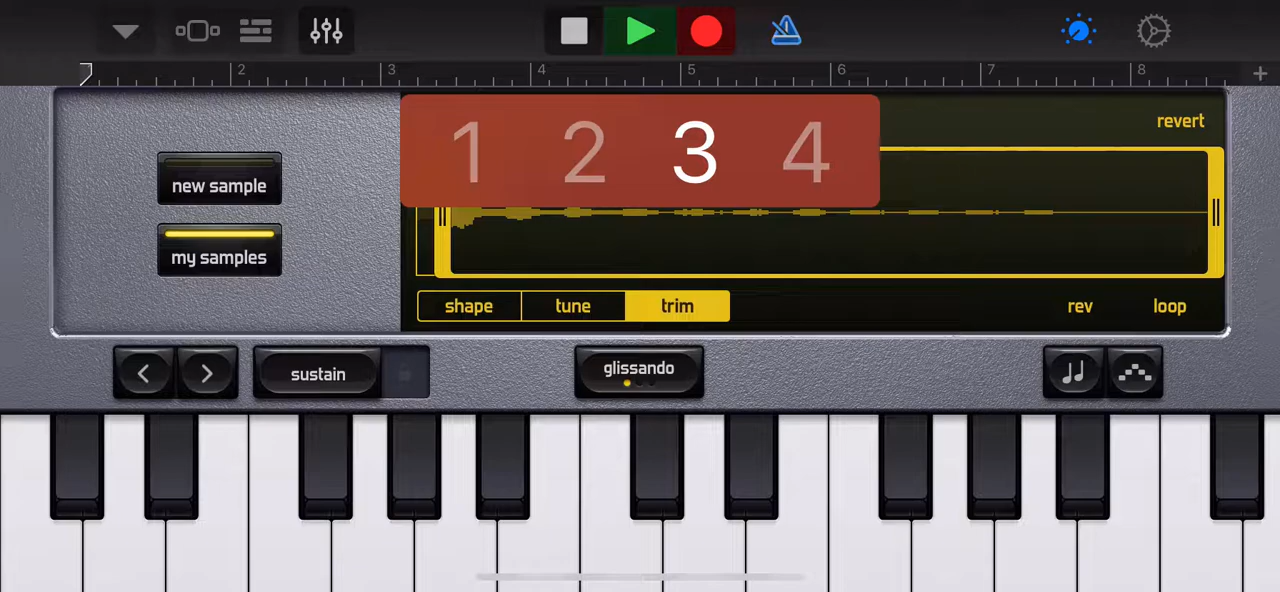 2 3 4 5 6 7 8
1 2 3 4
revert
new sample
my samples
shape tune trim rev loop
sustain glissando